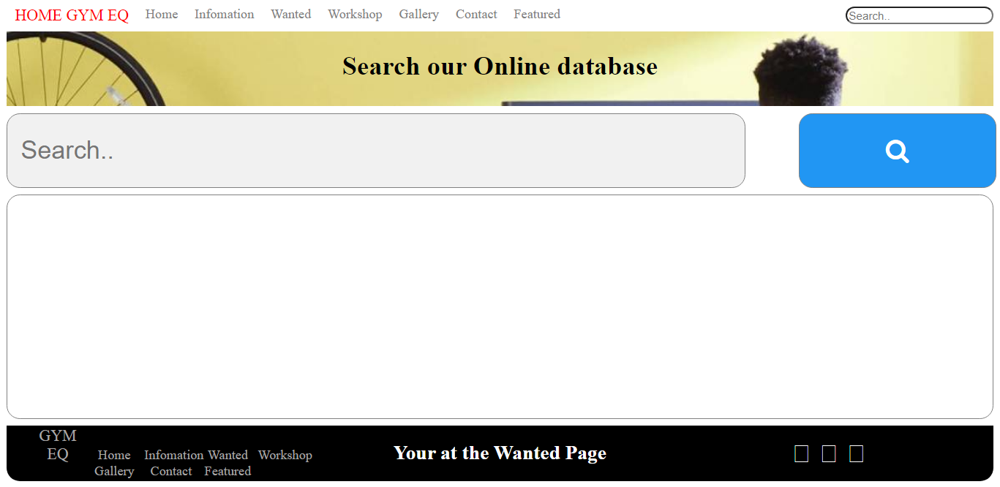 HOME GYM EQ Home Infomation Wanted Workshop Gallery Contact Featured Search..
Search our Online database
Search..
GYM
EQ
Home Infomation Wanted Workshop
Gallery Contact Featured
Your at the Wanted Page